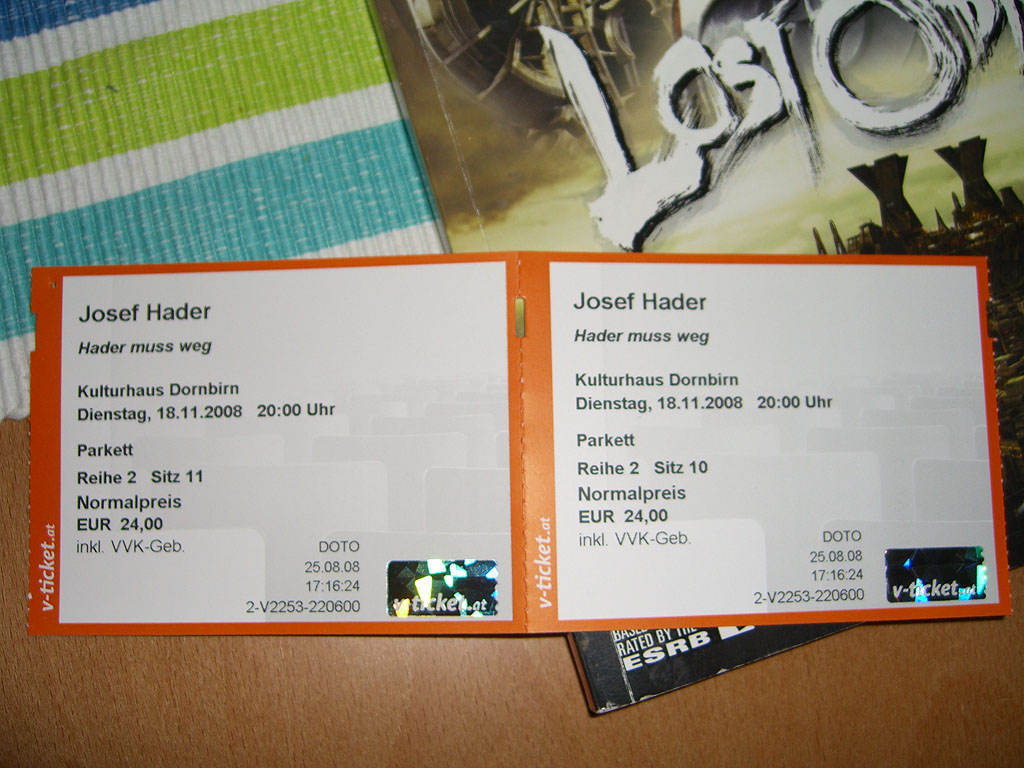 LOST OD
Josef Hader
Hader muss weg
Kulturhaus Dornbirn
Dienstag, 18.11.2008 20:00 Uhr
Parkett
Reihe 2 Sitz 11
Normalpreis
EUR 24,00
inkl. VVK-Geb.
DOTO
25.08.08
17:16:24
2-V2253-220600
v-ticket.at
v-ticket.at
Josef Hader
Hader muss weg
Kulturhaus Dornbirn
Dienstag, 18.11.2008 20:00 Uhr
Parkett
Reihe 2 Sitz 10
Normalpreis
EUR 24,00
inkl. VVK-Geb.
DOTO
25.08.08
17:16:24
2-V2253-220600
v-ticket.at
v-ticket.at
RATED BY THE
ESRB